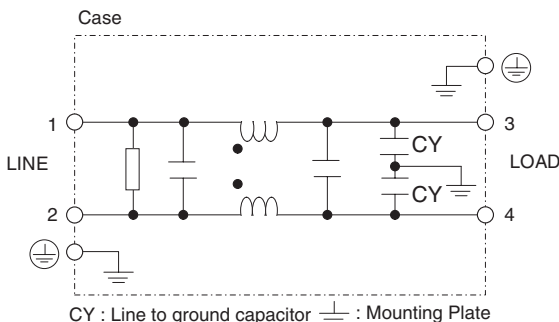 Case
1
3
CY
LINE
LOAD
CY
2
4
CY : Line to ground capacitor : Mounting Plate